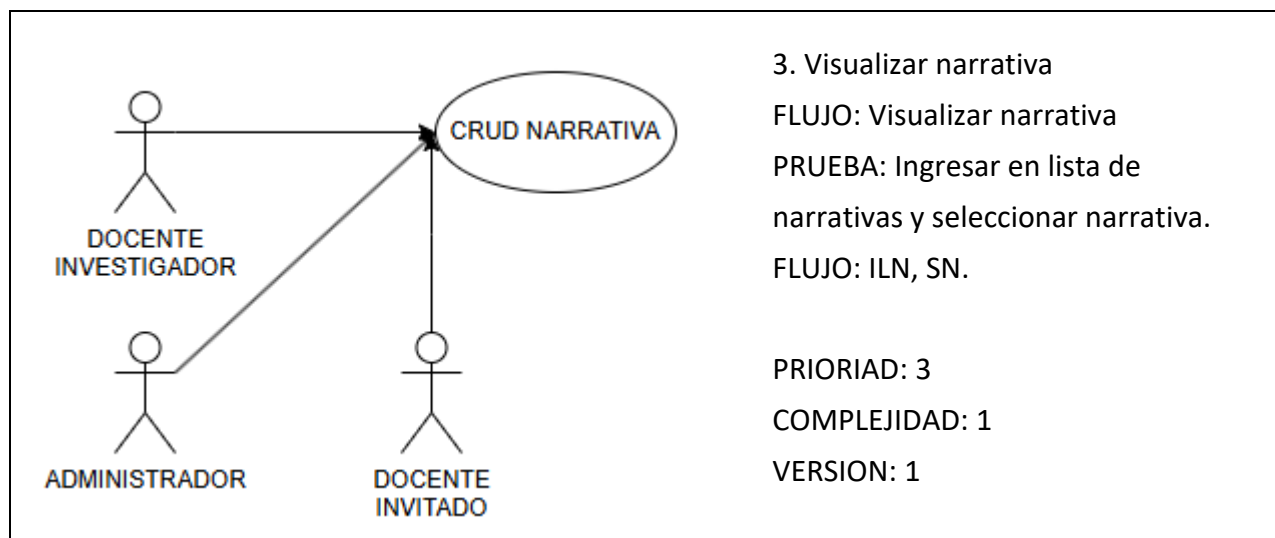 CRUD NARRATIVA
DOCENTE
INVESTIGADOR
ADMINISTRADOR
DOCENTE
INVITADO
3. Visualizar narrativa
FLUJO: Visualizar narrativa
PRUEBA: Ingresar en lista de
narrativas y seleccionar narrativa.
FLUJO: ILN, SN.
PRIORIAD: 3
COMPLEJIDAD: 1
VERSION: 1